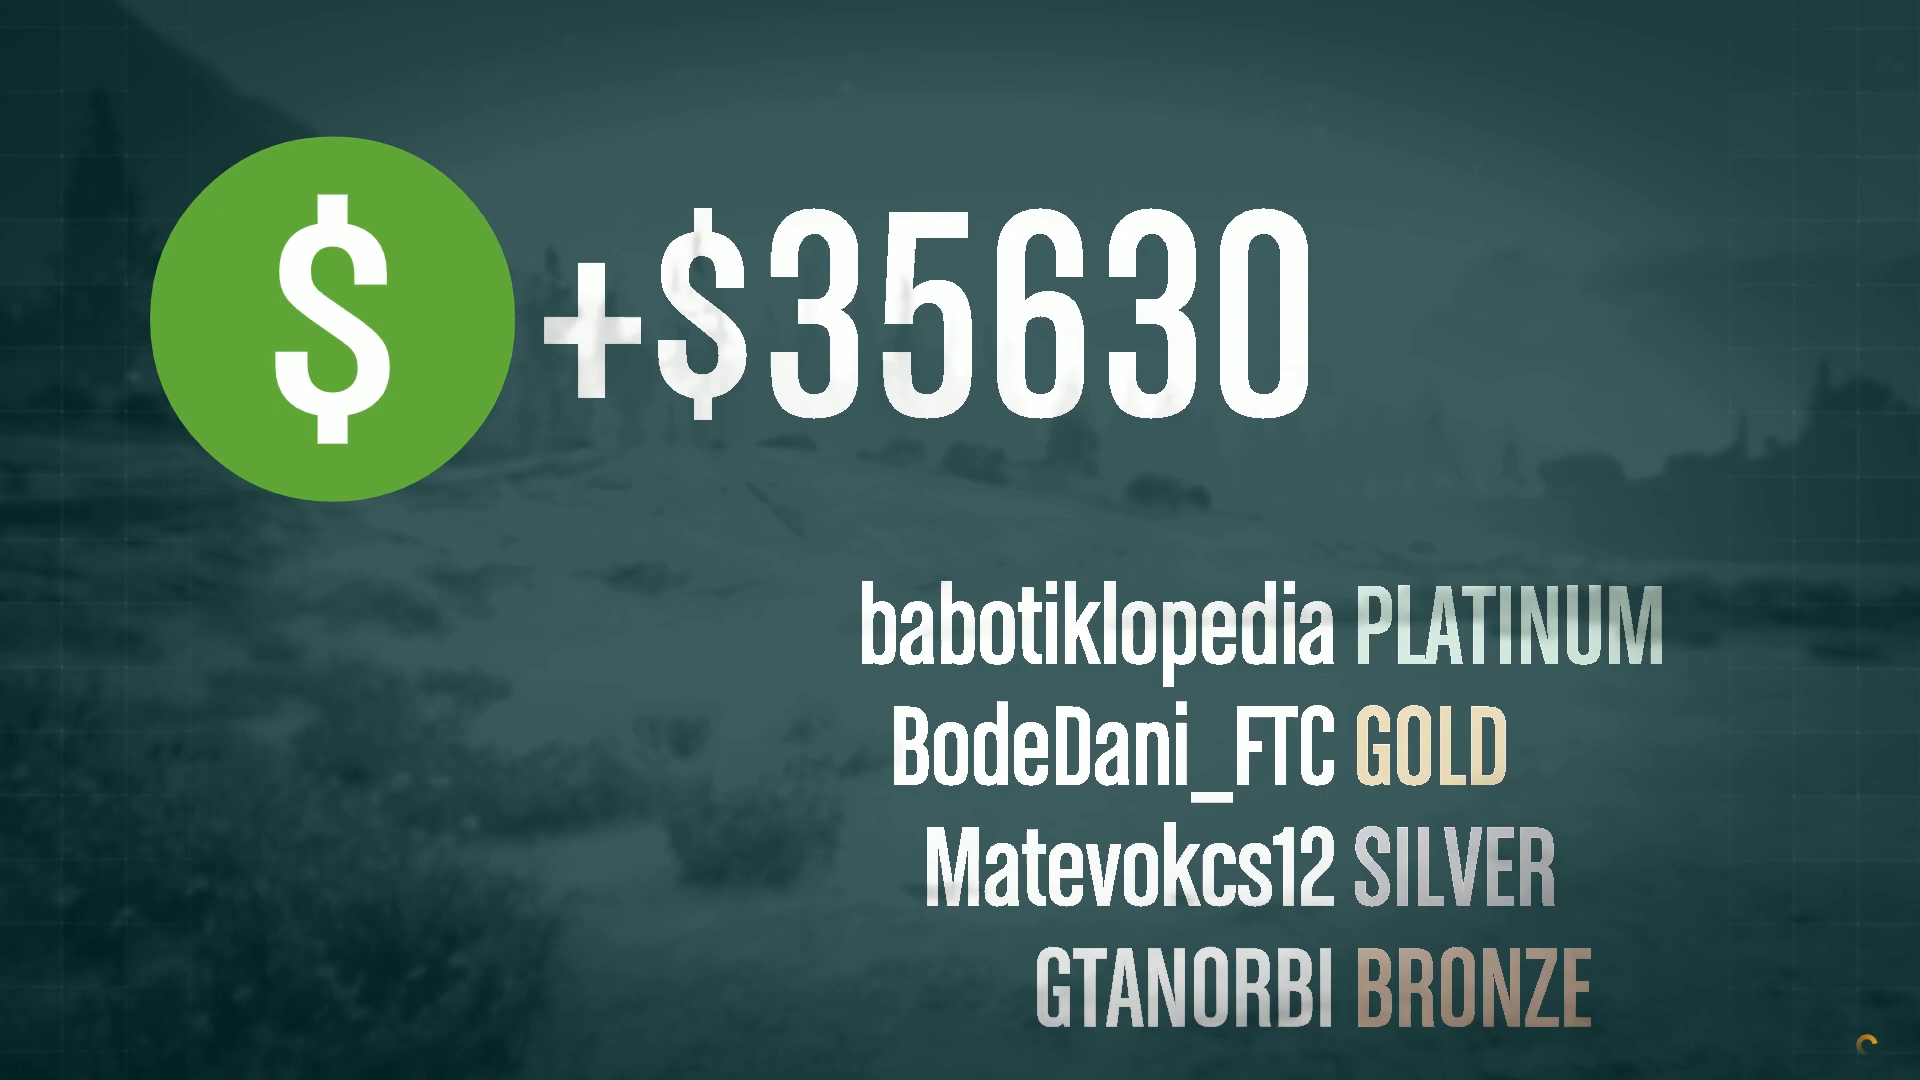 $ +$35630
babotiklopedia PLATINUM
BodeDani_FTC GOLD
Matevokcs12 SILVER
GTANORBI BRONZE